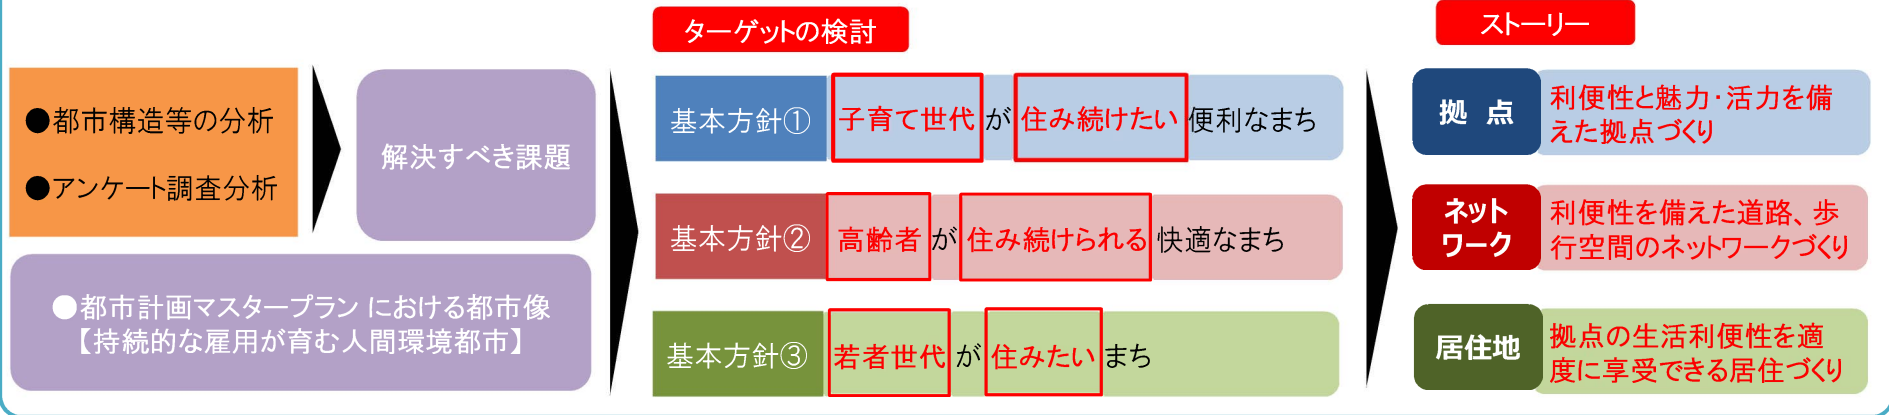 ターゲットの検討
ストーリー
●都市構造等の分析
●アンケート調査分析
解決すべき課題
●都市計画マスタープラン における都市像
【持続的な雇用が育む人間環境都市】
基本方針① 子育て世代が住み続けたい便利なまち
基本方針② 高齢者が住み続けられる快適なまち
基本方針③ 若者世代が住みたいまち
拠 点
利便性と魅力・活力を備
えた拠点づくり
ネット
ワーク
利便性を備えた道路、歩
行空間のネットワークづくり
居住地
拠点の生活利便性を適
度に享受できる居住づくり